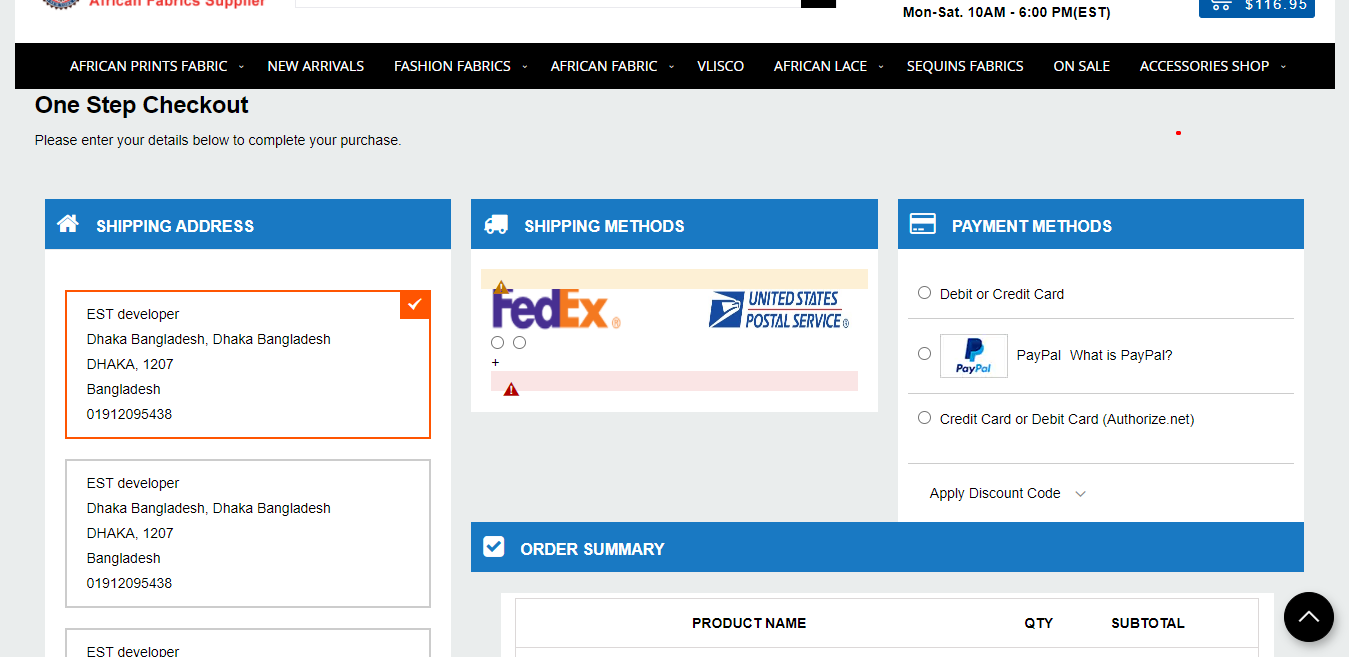 African Fabrics Supplier
Mon-Sat. 10AM - 6:00 PM(EST)
$116.95
AFRICAN PRINTS FABRIC NEW ARRIVALS FASHION FABRICS AFRICAN FABRIC VLISCO AFRICAN LACE SEQUINS FABRICS ON SALE ACCESSORIES SHOP
One Step Checkout
Please enter your details below to complete your purchase.
SHIPPING ADDRESS
EST developer
Dhaka Bangladesh, Dhaka Bangladesh
DHAKA, 1207
Bangladesh
01912095438
EST developer
Dhaka Bangladesh, Dhaka Bangladesh
DHAKA, 1207
Bangladesh
01912095438
EST developer
SHIPPING METHODS
FedEx®
UNITED STATES
POSTAL SERVICE®
+
PAYMENT METHODS
Debit or Credit Card
PayPal PayPal What is PayPal?
Credit Card or Debit Card (Authorize.net)
Apply Discount Code
ORDER SUMMARY
PRODUCT NAME QTY SUBTOTAL